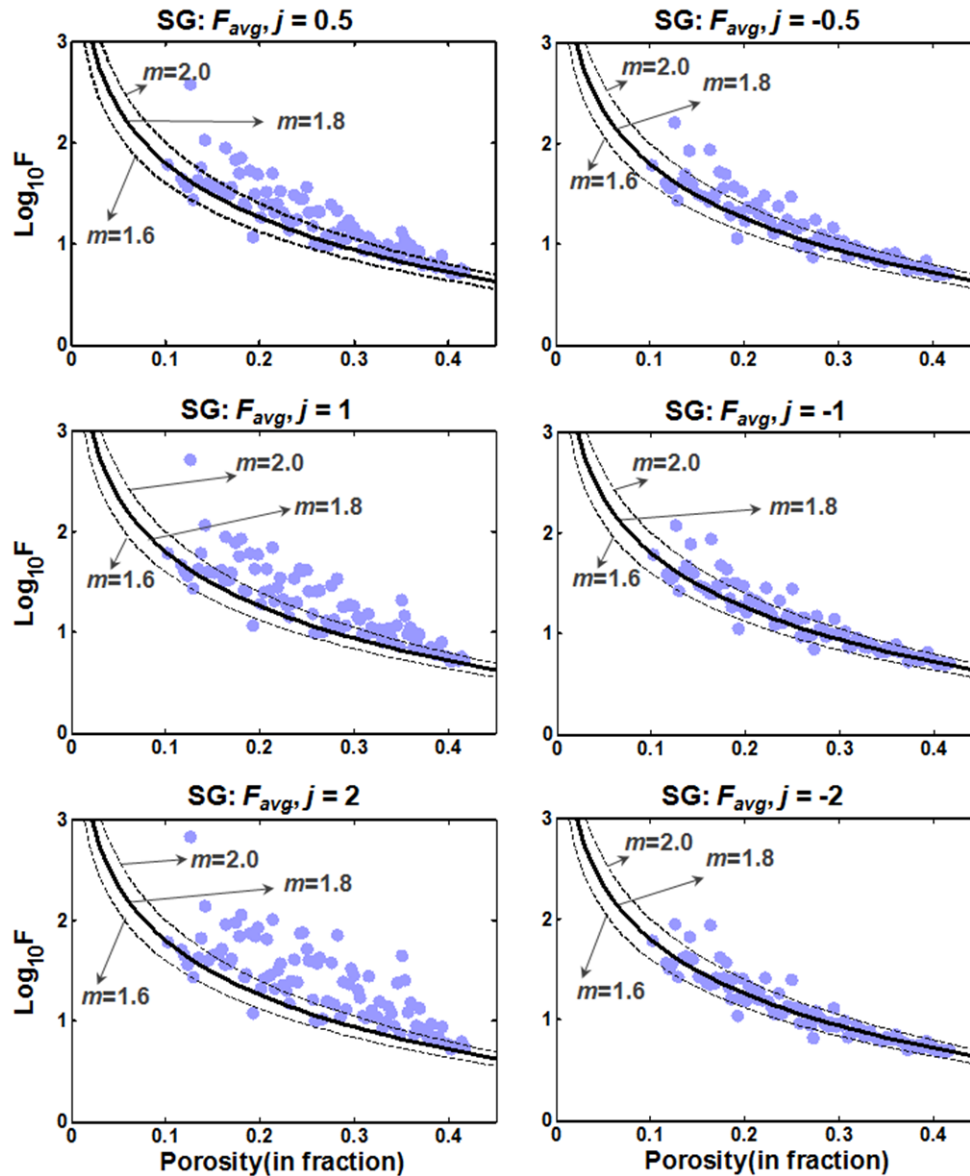 SG: Favg, j = 0.5
3
2
1
0
Log10F
m=2.0
m=1.8
m=1.6
0 0.1 0.2 0.3 0.4
SG: Favg, j = -0.5
3
2
1
0
m=2.0
m=1.8
m=1.6
0 0.1 0.2 0.3 0.4
SG: Favg, j = 1
3
2
1
0
Log10F
m=2.0
m=1.8
m=1.6
0 0.1 0.2 0.3 0.4
SG: Favg, j = -1
3
2
1
0
m=2.0
m=1.8
m=1.6
0 0.1 0.2 0.3 0.4
SG: Favg, j = 2
3
2
1
0
Log10F
m=2.0
m=1.8
m=1.6
0 0.1 0.2 0.3 0.4
Porosity(in fraction)
SG: Favg, j = -2
3
2
1
0
m=2.0
m=1.8
m=1.6
0 0.1 0.2 0.3 0.4
Porosity(in fraction)